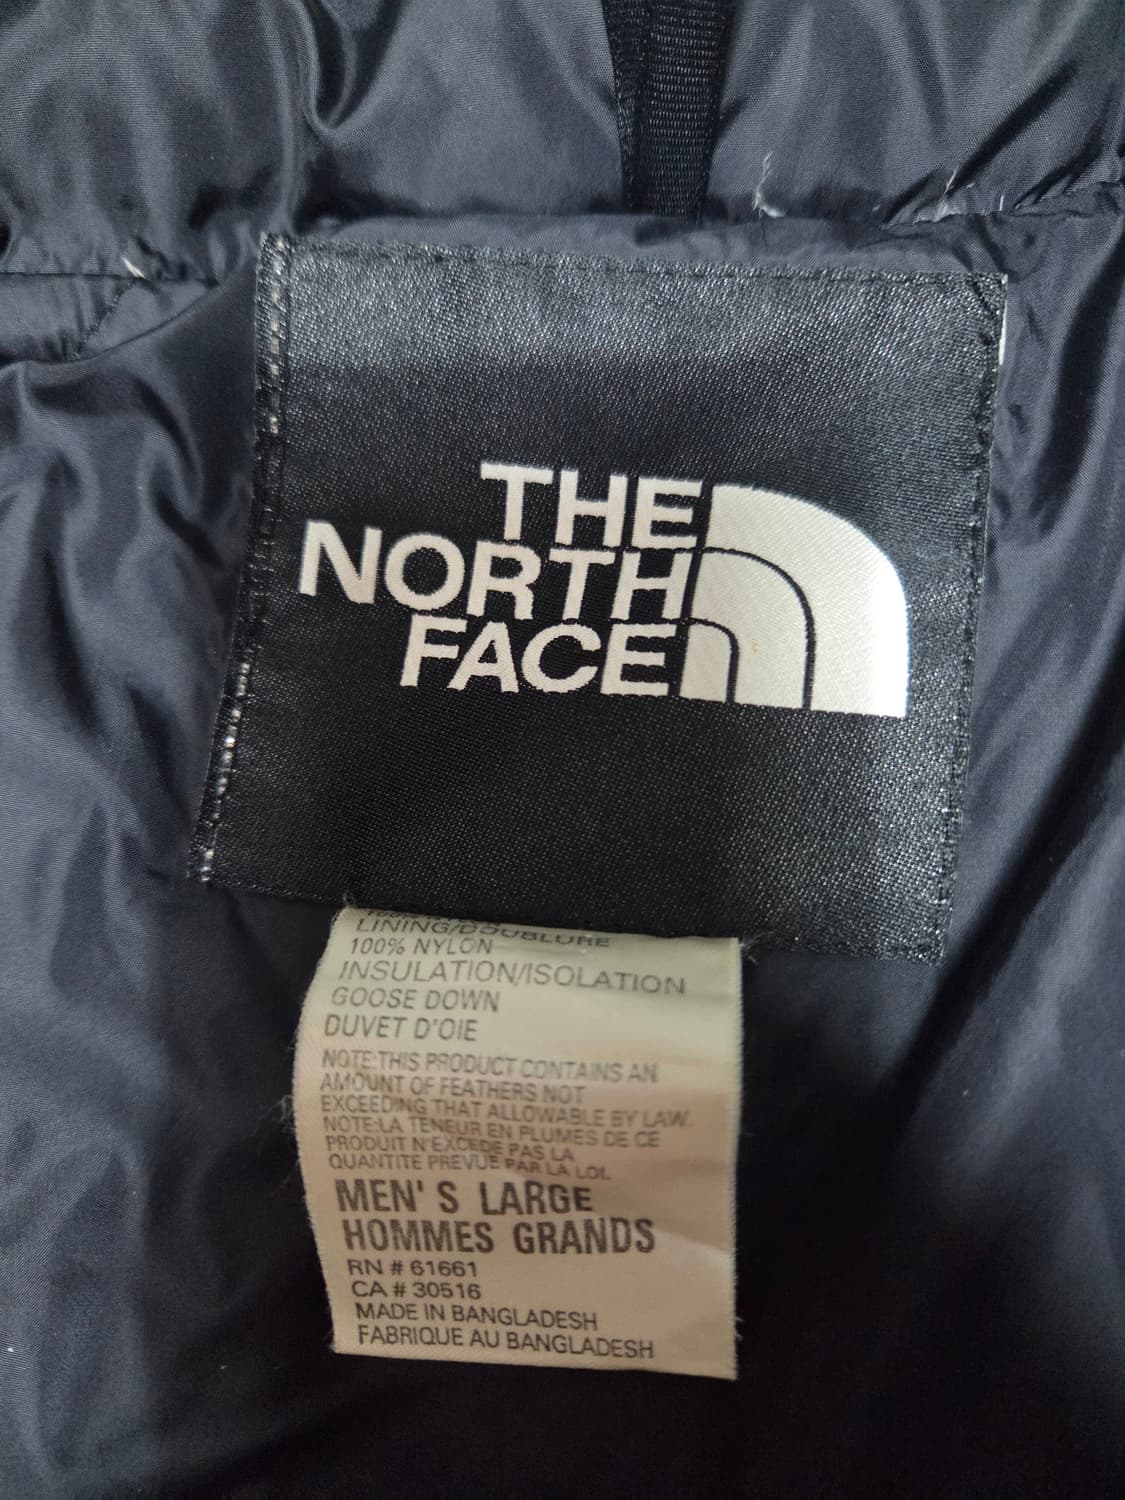 THE
NORTH
FACE
LINING/DOUBLURE
100% NYLON
INSULATION/ISOLATION
GOOSE DOWN
DUVET D'OIE
NOTE:THIS PRODUCT CONTAINS AN
AMOUNT OF FEATHERS NOT
EXCEEDING THAT ALLOWABLE BY LAW.
NOTE:LA TENEUR EN PLUMES DE CE
PRODUIT N'EXCEDE PAS LA
QUANTITE PREVUE PAR LA LOI.
MEN'S LARGE
HOMMES GRANDS
RN # 61661
CA # 30516
MADE IN BANGLADESH
FABRIQUE AU BANGLADESH